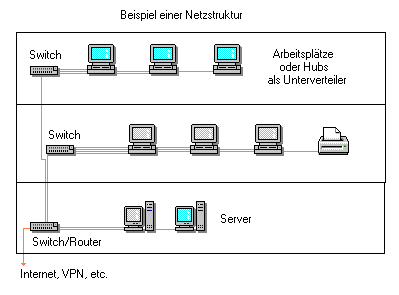 Beispiel einer Netzstruktur
Switch
Arbeitsplätze
oder Hubs
als Unterverteiler
Switch
Server
Switch/Router
Internet, VPN, etc.